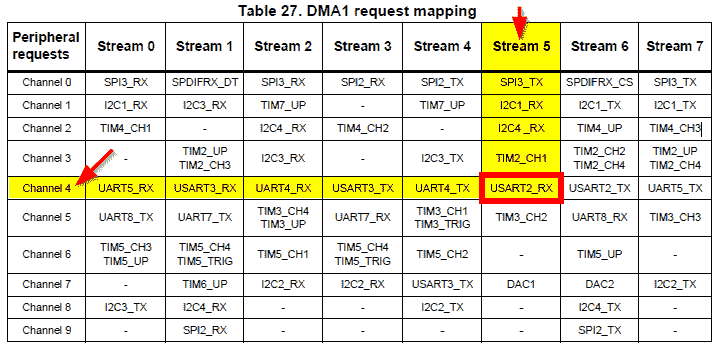 Table 27. DMA1 request mapping
Peripheral requests Stream 0 Stream 1 Stream 2 Stream 3 Stream 4 Stream 5 Stream 6 Stream 7
Channel 0 SPI3_RX SPDIFRX_DT SPI3_RX SPI2_RX SPI2_TX SPI3_TX SPDIFRX_CS SPI3_TX
Channel 1 I2C1_RX I2C3_RX TIM7_UP - TIM7_UP I2C1_RX I2C1_TX I2C1_TX
Channel 2 TIM4_CH1 - I2C4 _RX TIM4_CH2 - I2C4 _RX TIM4_UP TIM4_CH3
Channel 3 - TIM2_UP TIM2_CH3 I2C3_RX - I2C3_TX TIM2_CH1 TIM2_CH2 TIM2_CH4 TIM2_UP TIM2_CH4
Channel 4 UART5_RX USART3_RX UART4_RX USART3_TX UART4_TX USART2_RX USART2_TX UART5_TX
Channel 5 UART8_TX UART7_TX TIM3_CH4 TIM3_UP UART7_RX TIM3_CH1 TIM3_TRIG TIM3_CH2 UART8_RX TIM3_CH3
Channel 6 TIM5_CH3 TIM5_UP TIM5_CH4 TIM5_TRIG TIM5_CH1 TIM5_CH4 TIM5_TRIG TIM5_CH2 - TIM5_UP -
Channel 7 - TIM6_UP I2C2_RX I2C2_RX USART3_TX DAC1 DAC2 I2C2_TX
Channel 8 I2C3_TX I2C4_RX - - I2C2_TX - I2C4_TX -
Channel 9 - SPI2_RX - - - - SPI2_TX -